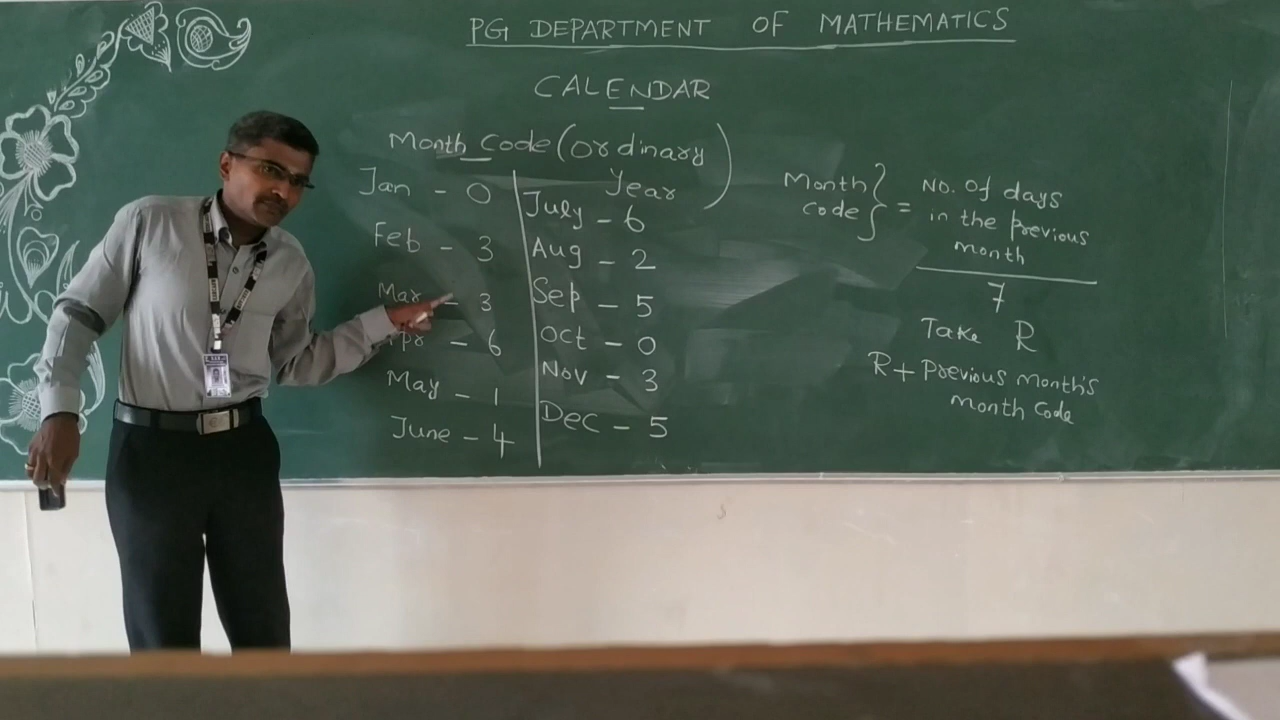 PG DEPARTMENT OF MATHEMATICS
CALENDAR
Month Code (Ordinary Year)
Jan - 0
Feb - 3
Mar - 3
Apr - 6
May - 1
June - 4
July - 6
Aug - 2
Sep - 5
Oct - 0
Nov - 3
Dec - 5
Month code } = No. Of days
in the previous
month
7
Take R
R + Previous Month's
month Code